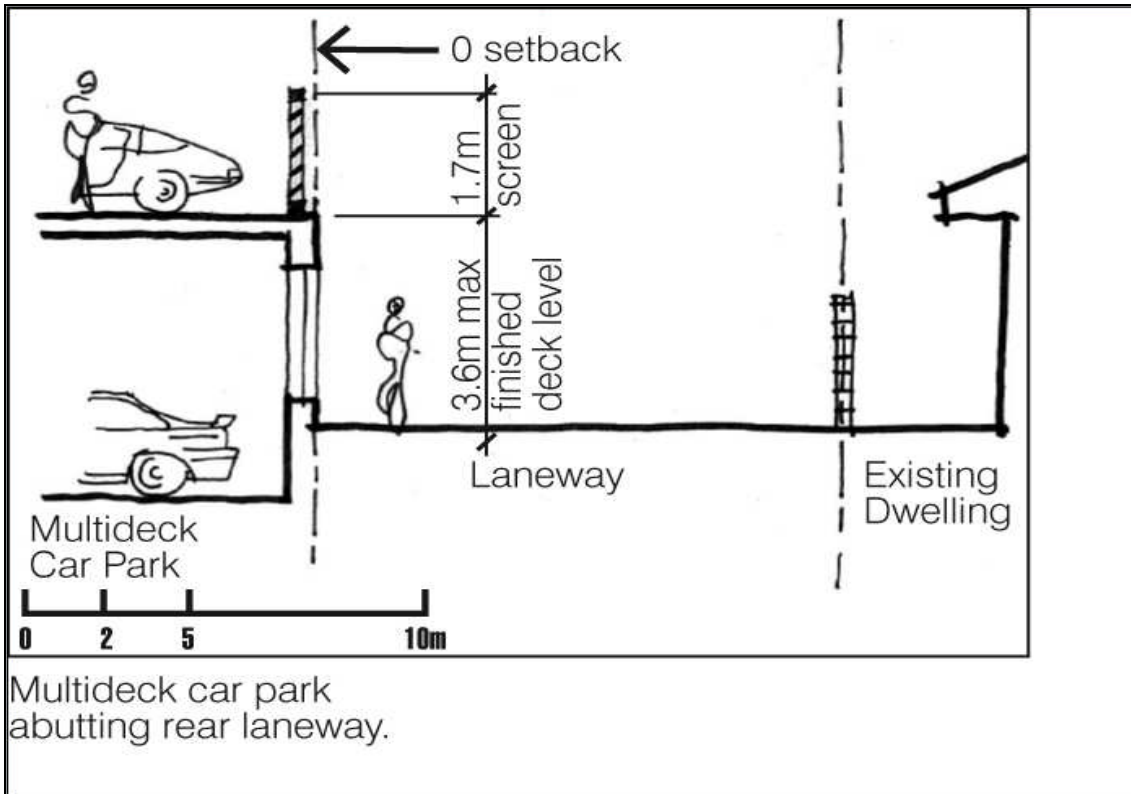 0 setback
1.7m
screen
3.6m max
finished
deck level
Laneway
Existing
Dwelling
Multideck
Car Park
0 2 5 10m
Multideck car park
abutting rear laneway.